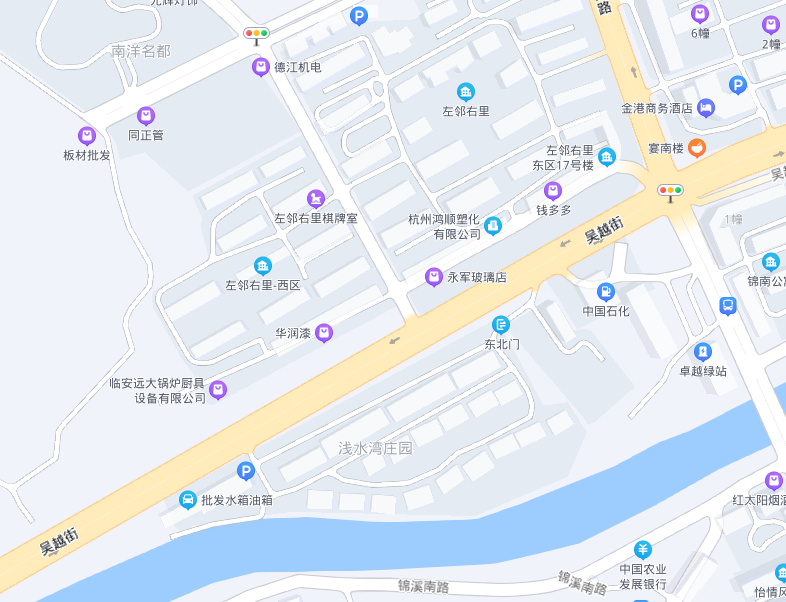 路
6幢
2幢
南洋名都
德江机电
P
P
同正管
板材批发
左邻右里
金港商务酒店
宴南楼
左邻右里
东区17号楼
钱多多
左邻右里棋牌室
杭州鸿顺塑化
有限公司
吴越街
1幢
左邻右里-西区
永军玻璃店
中国石化
锦南公寓
华润漆
东北门
卓越绿站
临安远大锅炉厨具
设备有限公司
浅水湾庄园
P
批发水箱油箱
红太阳烟酒
吴越街
中国农业
发展银行
锦溪南路
锦溪南路
怡情风